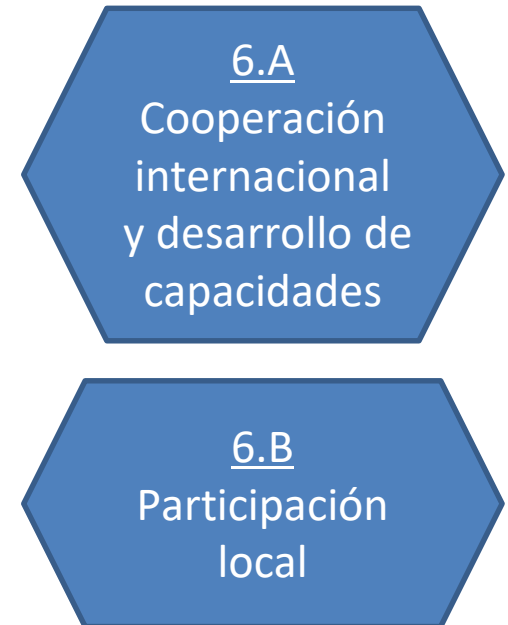 6.A
Cooperación
internacional
y desarrollo de
capacidades
6.B
Participación
local